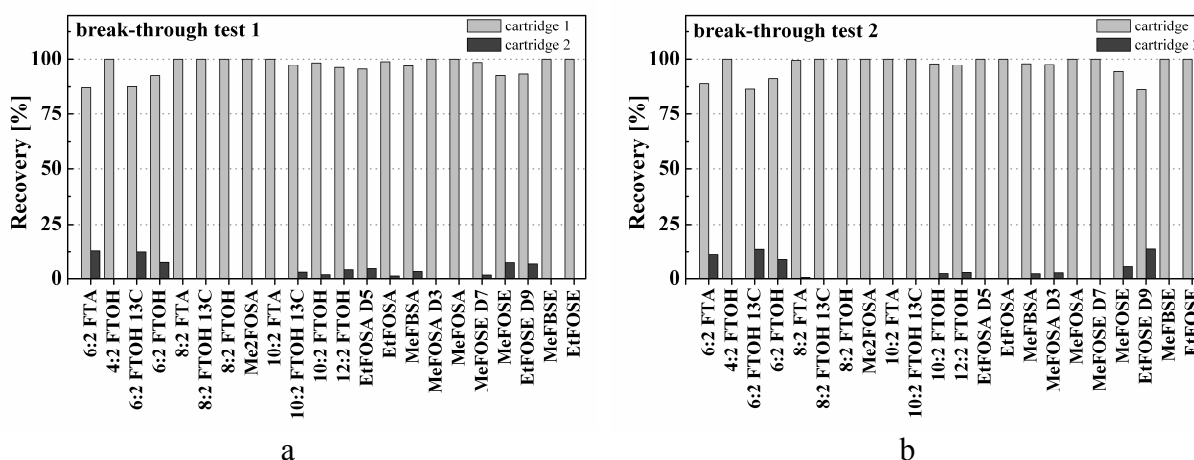 break-through test 1
cartridge 1
cartridge 2
Recovery [%]
100
75
50
25
0
6:2 FTA
4:2 FTOH
6:2 FTOH 13C
6:2 FTOH
8:2 FTA
8:2 FTOH 13C
8:2 FTOH
Me2FOSA
10:2 FTA
10:2 FTOH 13C
10:2 FTOH
12:2 FTOH
EtFOSA D5
EtFOSA
MeFBSA
MeFOSA D3
MeFOSA
MeFOSE D7
MeFOSE
EtFOSE D9
MeFBSE
EtFOSE
a
break-through test 2
cartridge
cartridge
Recovery [%]
100
75
50
25
0
6:2 FTA
4:2 FTOH
6:2 FTOH 13C
6:2 FTOH
8:2 FTA
8:2 FTOH 13C
8:2 FTOH
Me2FOSA
10:2 FTA
10:2 FTOH 13C
10:2 FTOH
12:2 FTOH
EtFOSA D5
EtFOSA
MeFBSA
MeFOSA D3
MeFOSA
MeFOSE D7
MeFOSE
EtFOSE D9
MeFBSE
EtFOSE
b